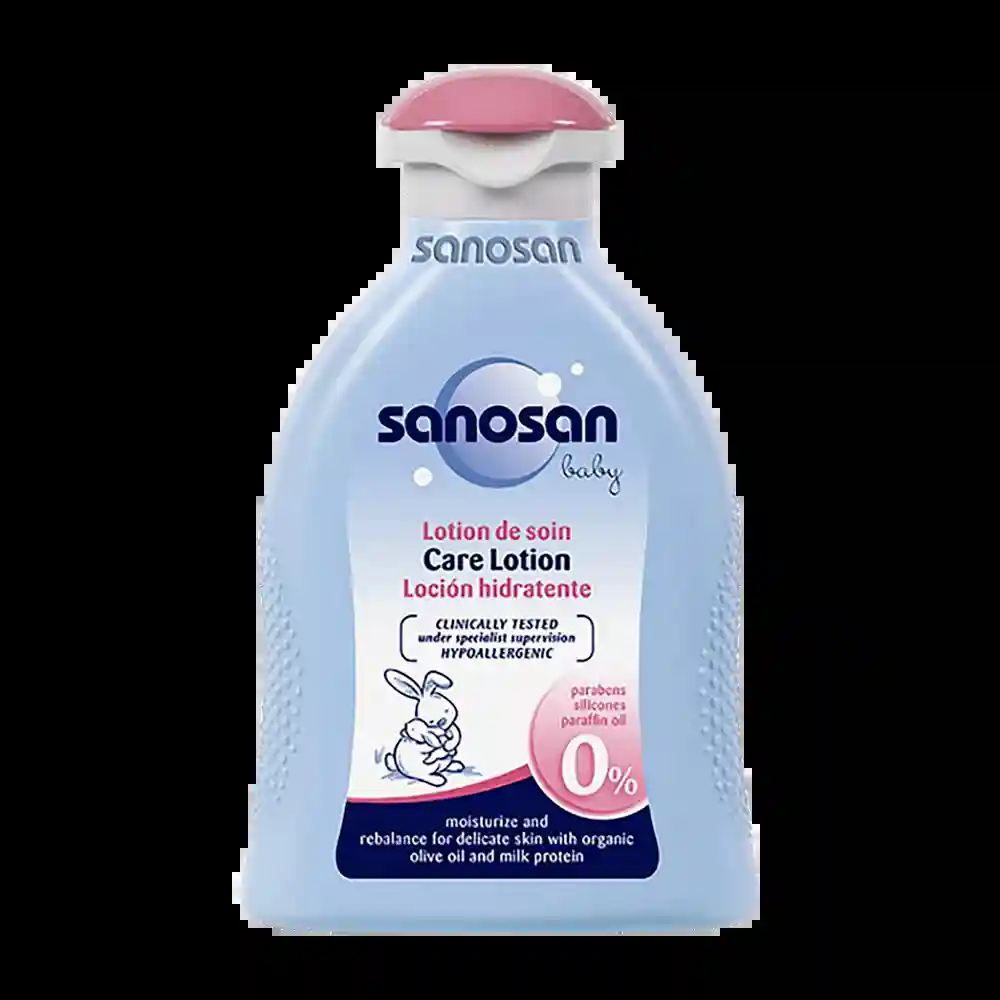 sanosan
sanosan
baby
Lotion de soin
Care Lotion
Loción hidratente
CLINICALLY TESTED
under specialist supervision
HYPOALLERGENIC
parabens
silicones
paraffin oil
0%
moisturize and
rebalance for delicate skin with organic
olive oil and milk protein